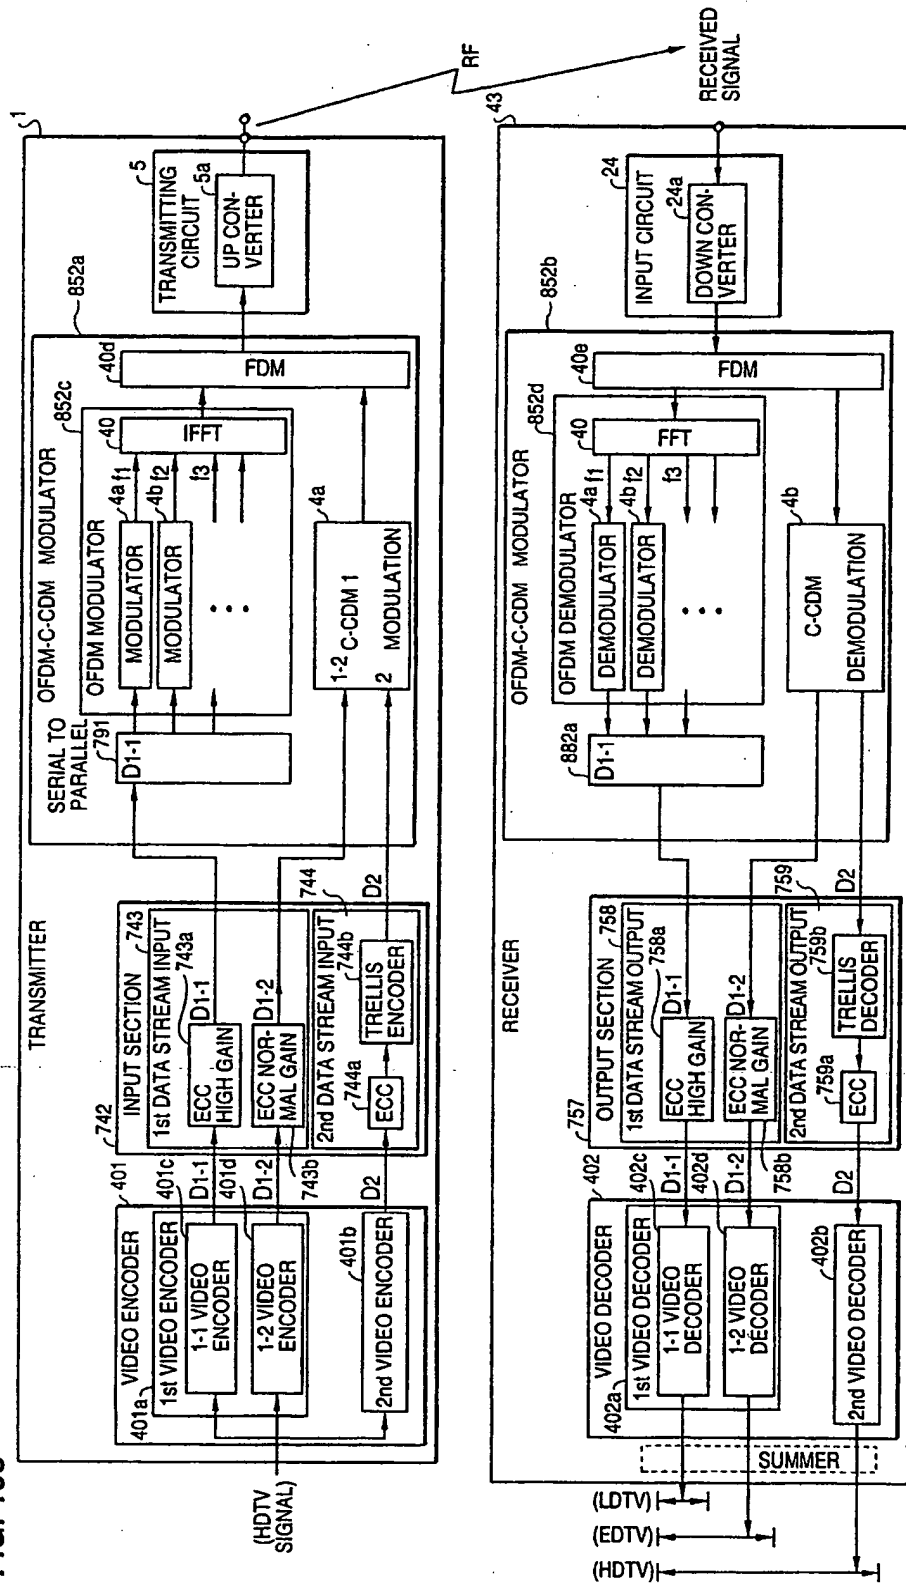 TRANSMITTER
1
VIDEO ENCODER
401
401a
1st VIDEO ENCODER
1-1 VIDEO
ENCODER
401c
1-2 VIDEO
ENCODER
401d
2nd VIDEO ENCODER
401b
(HDTV
SIGNAL)
D1-1
D1-2
D2
742
INPUT SECTION
743
1st DATA STREAM INPUT
743a
ECC
HIGH GAIN
D1-1
ECC NOR-
MAL GAIN
D1-2
743b
744
2nd DATA STREAM INPUT
744a
ECC
744b
TRELLIS
ENCODER
D2
OFDM-C-CDM MODULATOR
852a
SERIAL TO
PARALLEL
791
D1-1
852c
OFDM MODULATOR
MODULATOR
4a
f1
MODULATOR
4b
f2
f3
40
IFFT
4a
1-2
C-CDM 1
2
MODULATION
40d
FDM
5
TRANSMITTING
CIRCUIT
5a
UP CON-
VERTER
RF
RECEIVED
SIGNAL
RECEIVER
43
24
INPUT CIRCUIT
24a
DOWN CON-
VERTER
852b
OFDM-C-CDM MODULATOR
40e
FDM
852d
OFDM DEMODULATOR
40
FFT
DEMODULATOR
4a
f1
DEMODULATOR
4b
f2
f3
882a
D1-1
4b
C-CDM
DEMODULATION
757
OUTPUT SECTION
758
1st DATA STREAM OUTPUT
758a
ECC
HIGH GAIN
D1-1
ECC NOR-
MAL GAIN
D1-2
758b
759
2nd DATA STREAM OUTPUT
759a
ECC
759b
TRELLIS
DECODER
D2
402
VIDEO DECODER
402a
1st VIDEO DECODER
402c
1-1 VIDEO
DECODER
D1-1
402d
1-2 VIDEO
DECODER
D1-2
402b
2nd VIDEO DECODER
D2
SUMMER
(LDTV)
(EDTV)
(HDTV)